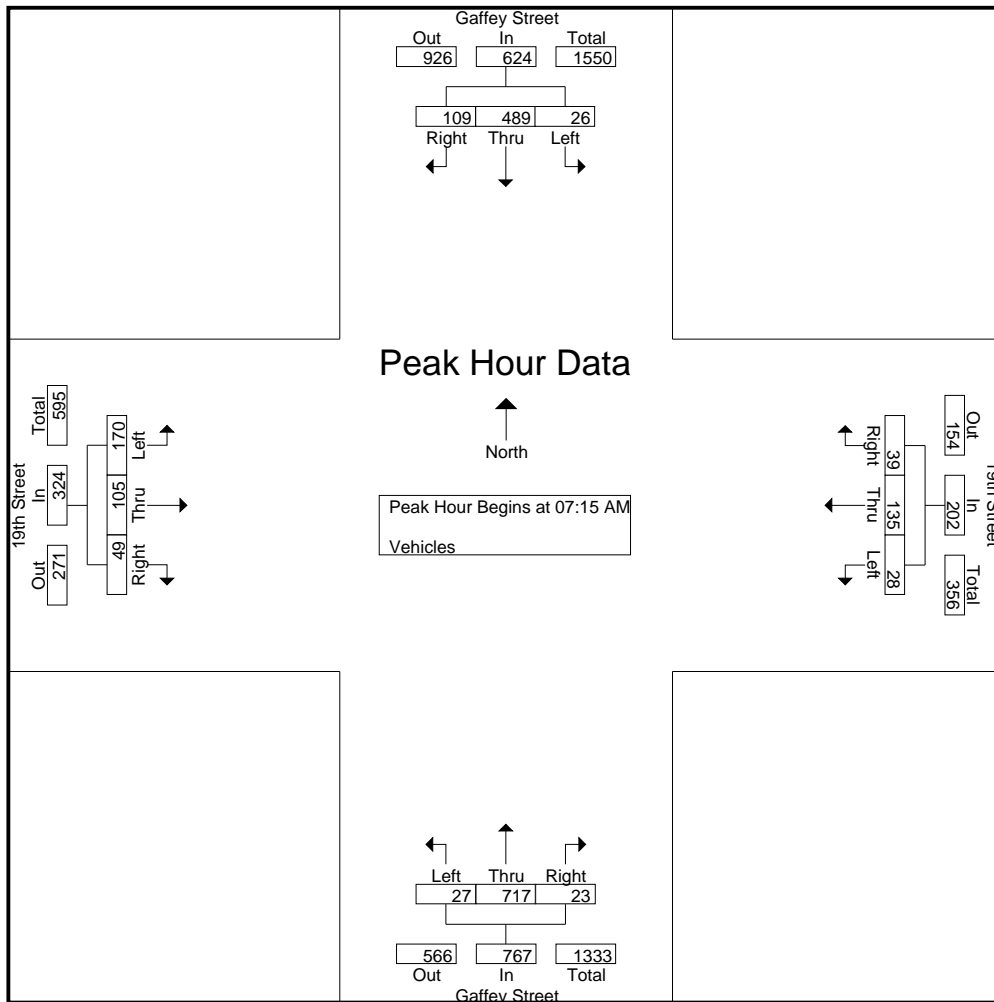 Gaffey Street
Out In Total
926 624 1550
109 489 26
Right Thru Left
Peak Hour Data
North
Peak Hour Begins at 07:15 AM
Vehicles
19th Street
Total In Out
595 324 271
170 105 49
Left Thru Right
Right Thru Left
39 135 28
154 202 356
Out In Total
19th Street
Left Thru Right
27 717 23
566 767 1333
Out In Total
Gaffey Street